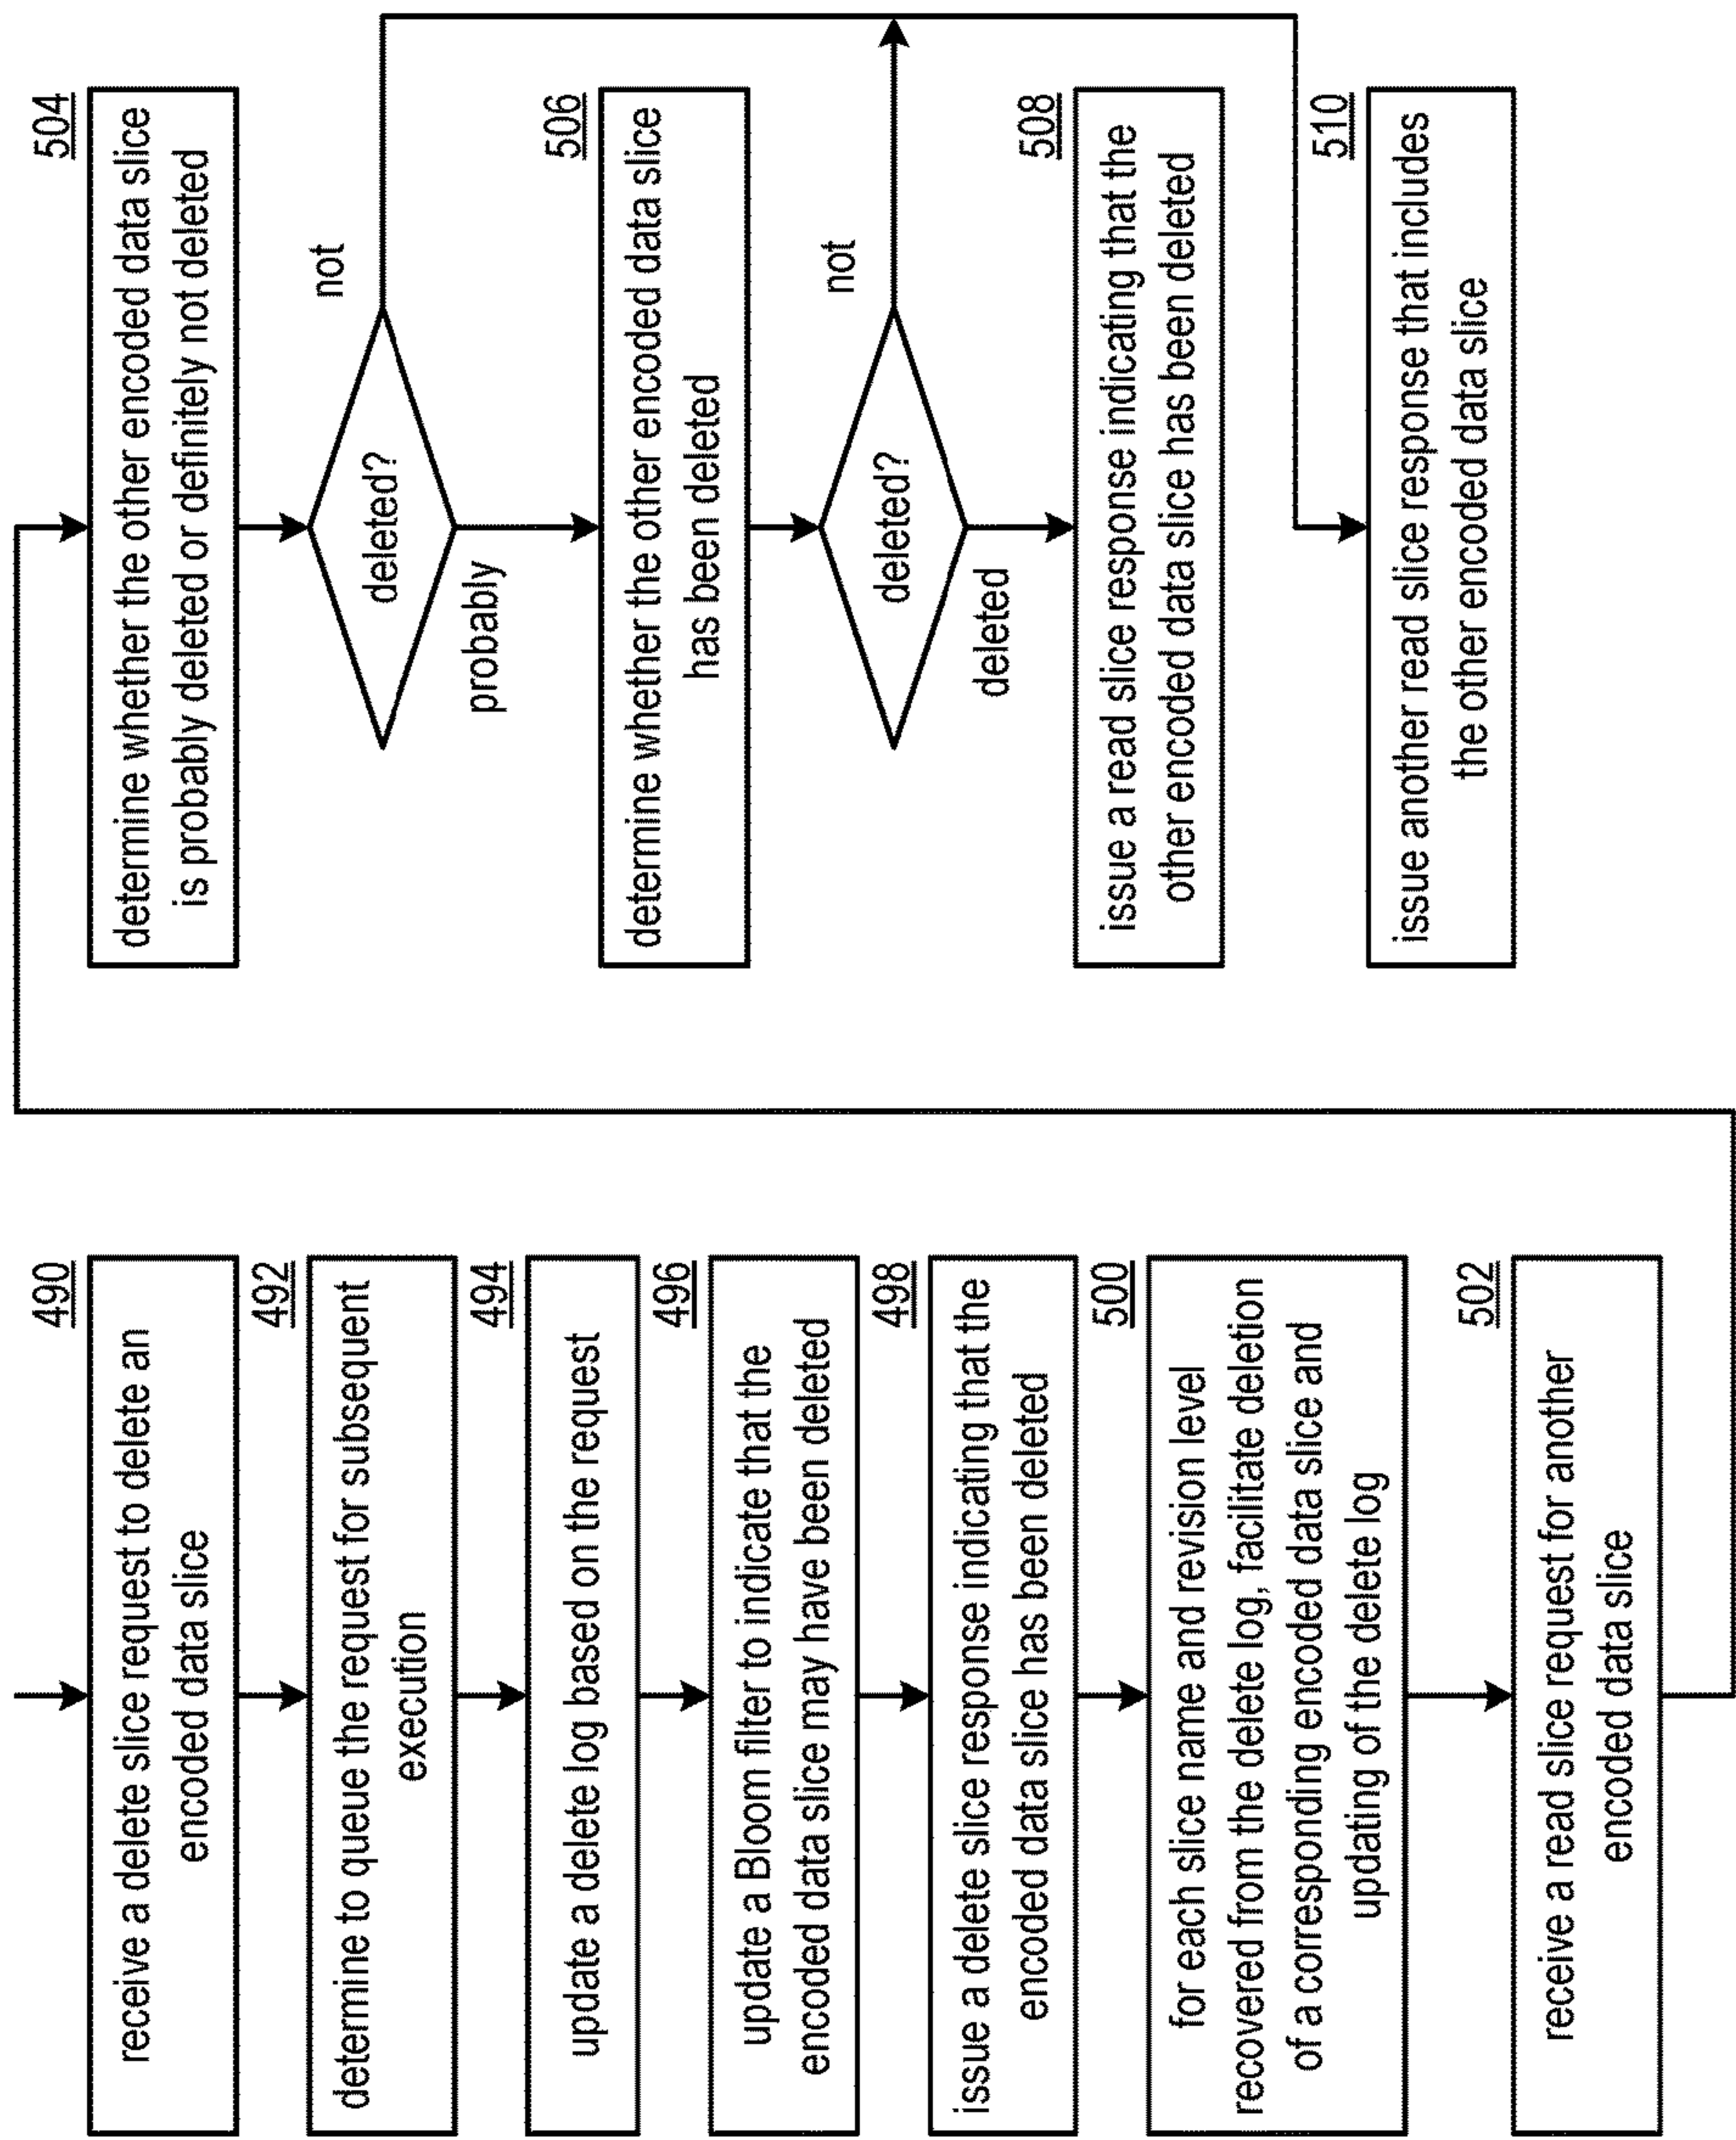 490
receive a delete slice request to delete an
encoded data slice
492
determine to queue the request for subsequent
execution
494
update a delete log based on the request
496
update a Bloom filter to indicate that the
encoded data slice may have been deleted
498
issue a delete slice response indicating that the
encoded data slice has been deleted
500
for each slice name and revision level
recovered from the delete log, facilitate deletion
of a corresponding encoded data slice and
updating of the delete log
502
receive a read slice request for another
encoded data slice
504
determine whether the other encoded data slice
is probably deleted or definitely not deleted
deleted?
not
probably
506
determine whether the other encoded data slice
has been deleted
deleted?
not
deleted
508
issue a read slice response indicating that the
other encoded data slice has been deleted
510
issue another read slice response that includes
the other encoded data slice